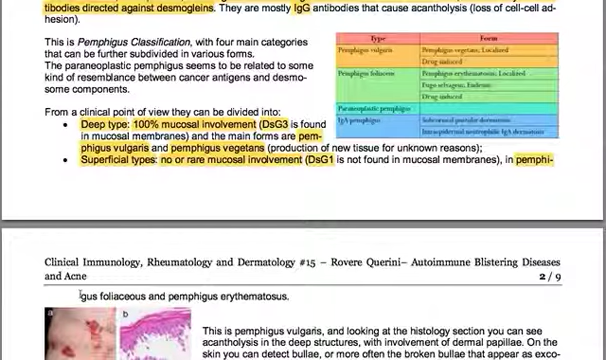 tibodies directed against desmogleins. They are mostly IgG antibodies that cause acantholysis (loss of cell-cell ad-
hesion).
This is Pemphigus Classification, with four main categories
that can be further subdivided in various forms.
The paraneoplastic pemphigus seems to be related to some
kind of resemblance between cancer antigens and desmo-
some components.
Type Form
Pemphigus vulgaris Pemphigus vegetans; Localized
Drug-induced
Pemphigus foliaceus Pemphigus erythematosus; Localized
Fogo selvagem; Endemic
Drug-induced
Paraneoplastic pemphigus
IgA pemphigus Subcorneal pustular dermatosis
Intraepidermal neutrophilic IgA dermatosis
From a clinical point of view they can be divided into:
• Deep type: 100% mucosal involvement (DsG3 is found
in mucosal membranes) and the main forms are pem-
phigus vulgaris and pemphigus vegetans (production of new tissue for unknown reasons);
• Superficial types: no or rare mucosal involvement (DsG1 is not found in mucosal membranes), in pemphi-
Clinical Immunology, Rheumatology and Dermatology #15 – Rovere Querini– Autoimmune Blistering Diseases
and Acne 2 / 9
gus foliaceous and pemphigus erythematosus.
a b
This is pemphigus vulgaris, and looking at the histology section you can see
acantholysis in the deep structures, with involvement of dermal papillae. On the
skin you can detect bullae, or more often the broken bullae that appear as exco-